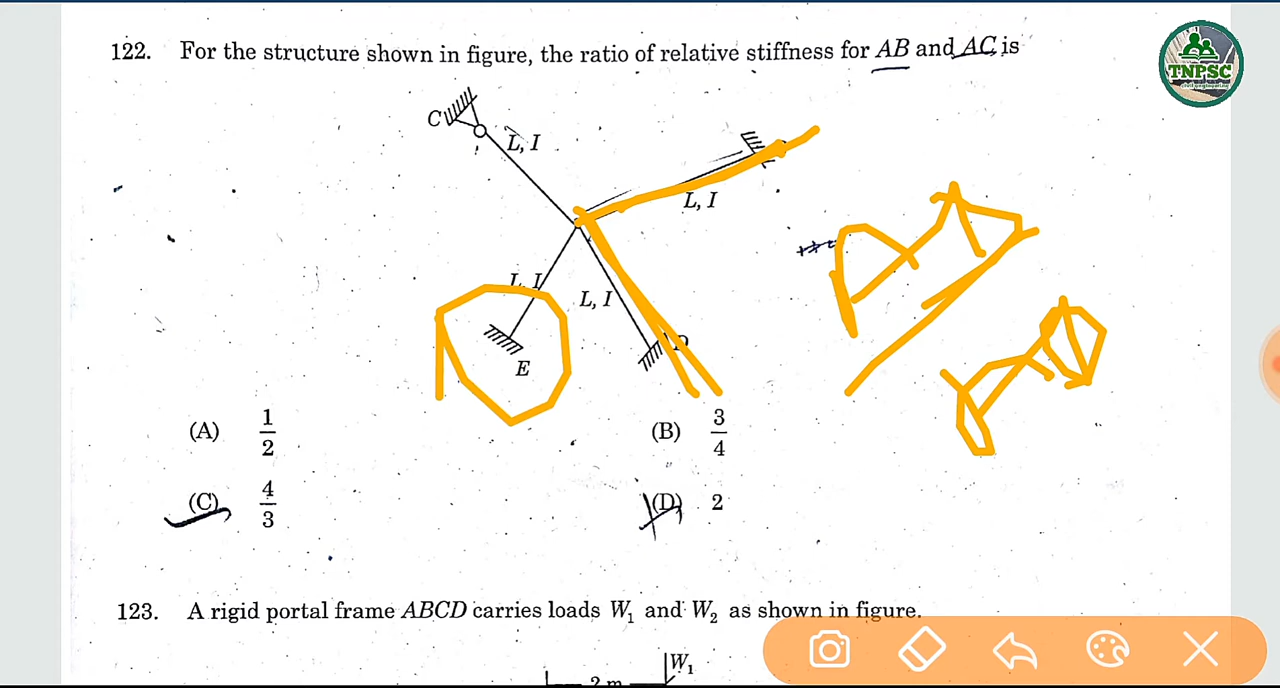 122. For the structure shown in figure, the ratio of relative stiffness for AB and AC is
TNPSC
C
L, I
L, I
L, I
L, I
D
E
(A) 1/2
(B) 3/4
(C) 4/3
(D) 2
123. A rigid portal frame ABCD carries loads W₁ and W₂ as shown in figure.
W₁
2 m